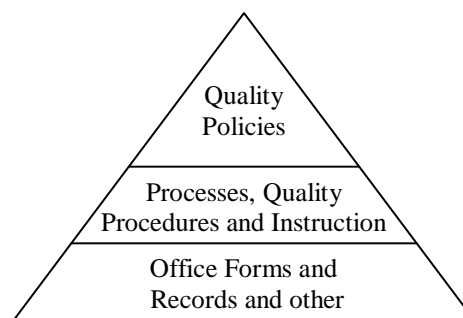 Quality
Policies
Processes, Quality
Procedures and Instruction
Office Forms and
Records and other